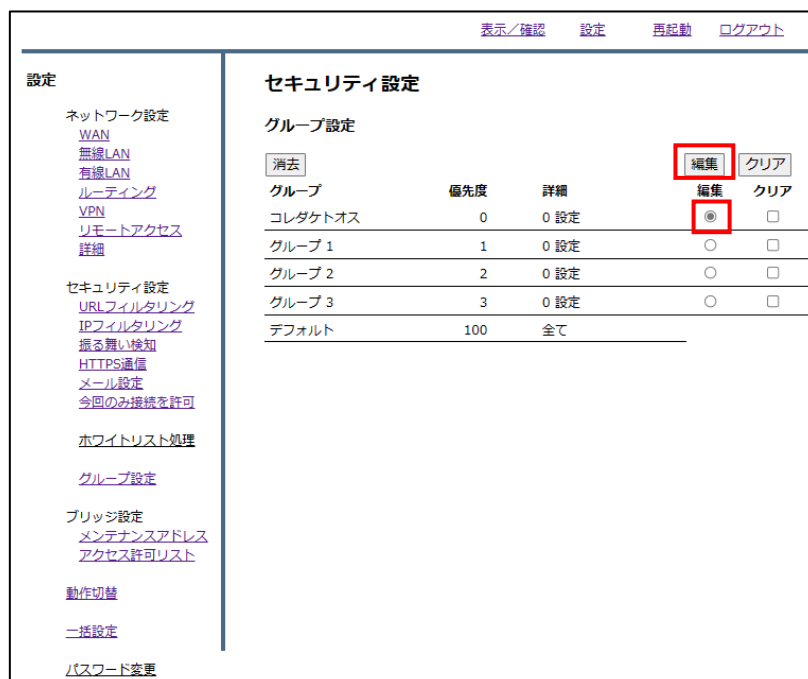 表示／確認 設定 再起動 ログアウト
設定
ネットワーク設定
WAN
無線LAN
有線LAN
ルーティング
VPN
リモートアクセス
詳細
セキュリティ設定
URLフィルタリング
IPフィルタリング
振る舞い検知
HTTPS通信
メール設定
今回のみ接続を許可
ホワイトリスト処理
グループ設定
ブリッジ設定
メンテナンスアドレス
アクセス許可リスト
動作切替
一括設定
パスワード変更
セキュリティ設定
グループ設定
消去 編集 クリア
グループ 優先度 詳細 編集 クリア
コレダケトオス 0 0 設定
グループ 1 1 0 設定
グループ 2 2 0 設定
グループ 3 3 0 設定
デフォルト 100 全て